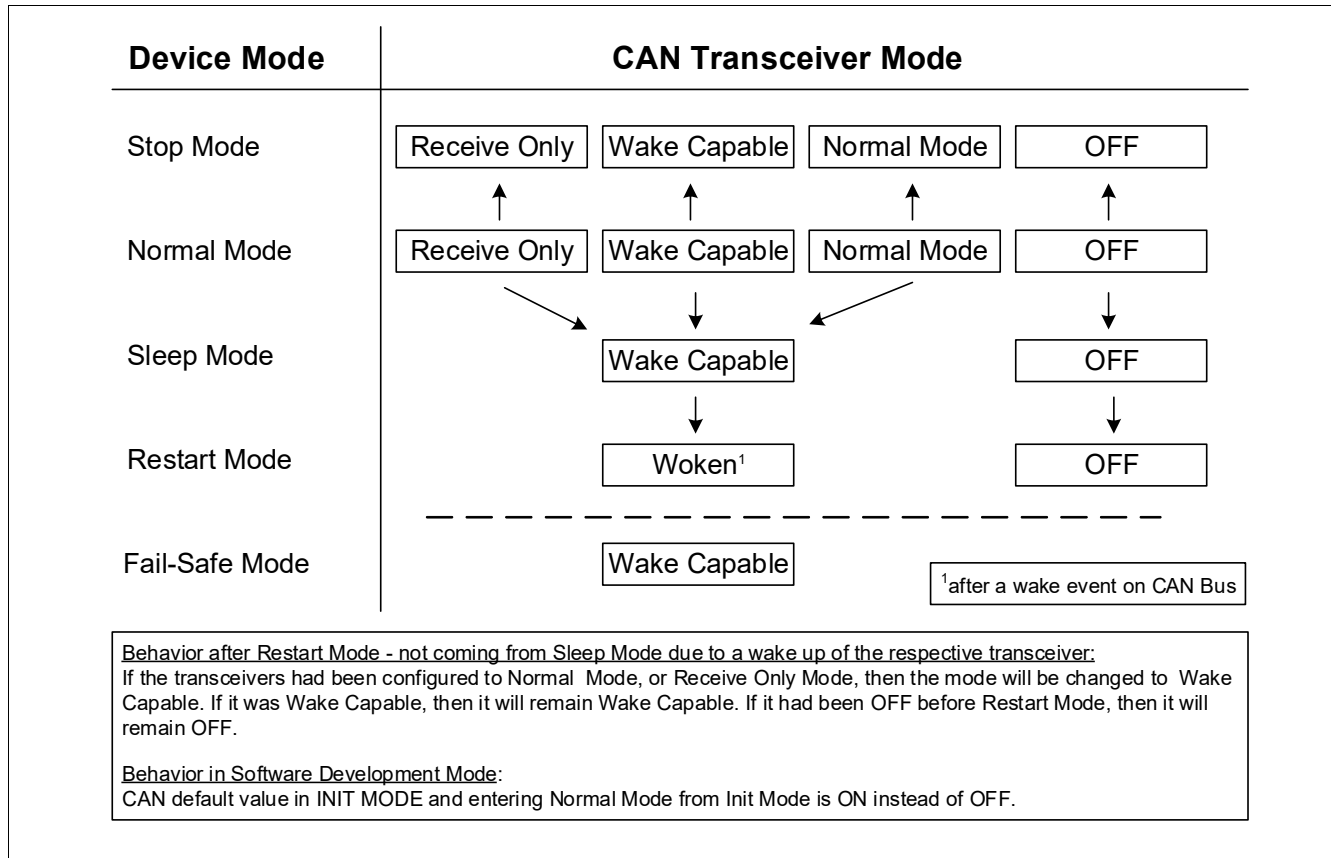 Device Mode CAN Transceiver Mode
Stop Mode Receive Only Wake Capable Normal Mode OFF
Normal Mode Receive Only Wake Capable Normal Mode OFF
Sleep Mode Wake Capable OFF
Restart Mode Woken¹ OFF
Fail-Safe Mode Wake Capable
¹after a wake event on CAN Bus
Behavior after Restart Mode - not coming from Sleep Mode due to a wake up of the respective transceiver:
If the transceivers had been configured to Normal Mode, or Receive Only Mode, then the mode will be changed to Wake
Capable. If it was Wake Capable, then it will remain Wake Capable. If it had been OFF before Restart Mode, then it will
remain OFF.
Behavior in Software Development Mode:
CAN default value in INIT MODE and entering Normal Mode from Init Mode is ON instead of OFF.